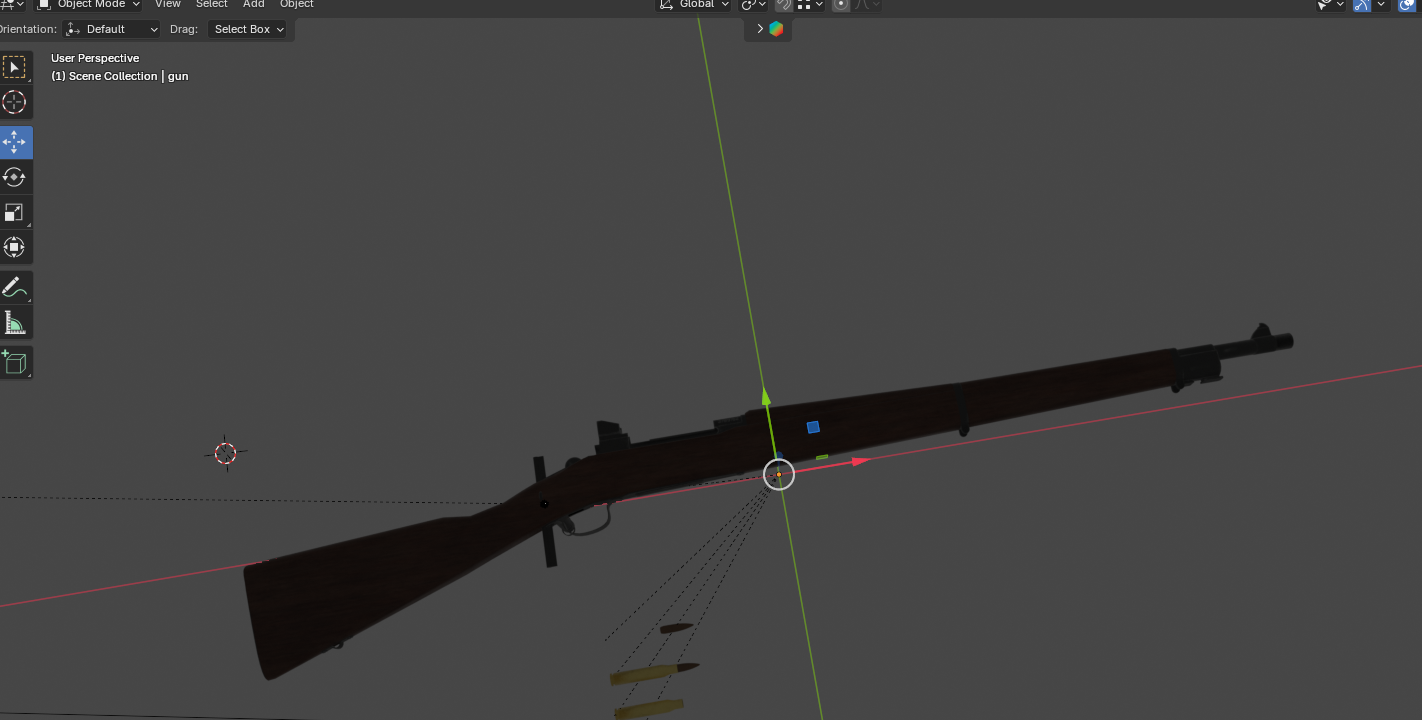 Object Mode View Select Add Object Global
Orientation: Default Drag: Select Box
User Perspective
(1) Scene Collection | gun